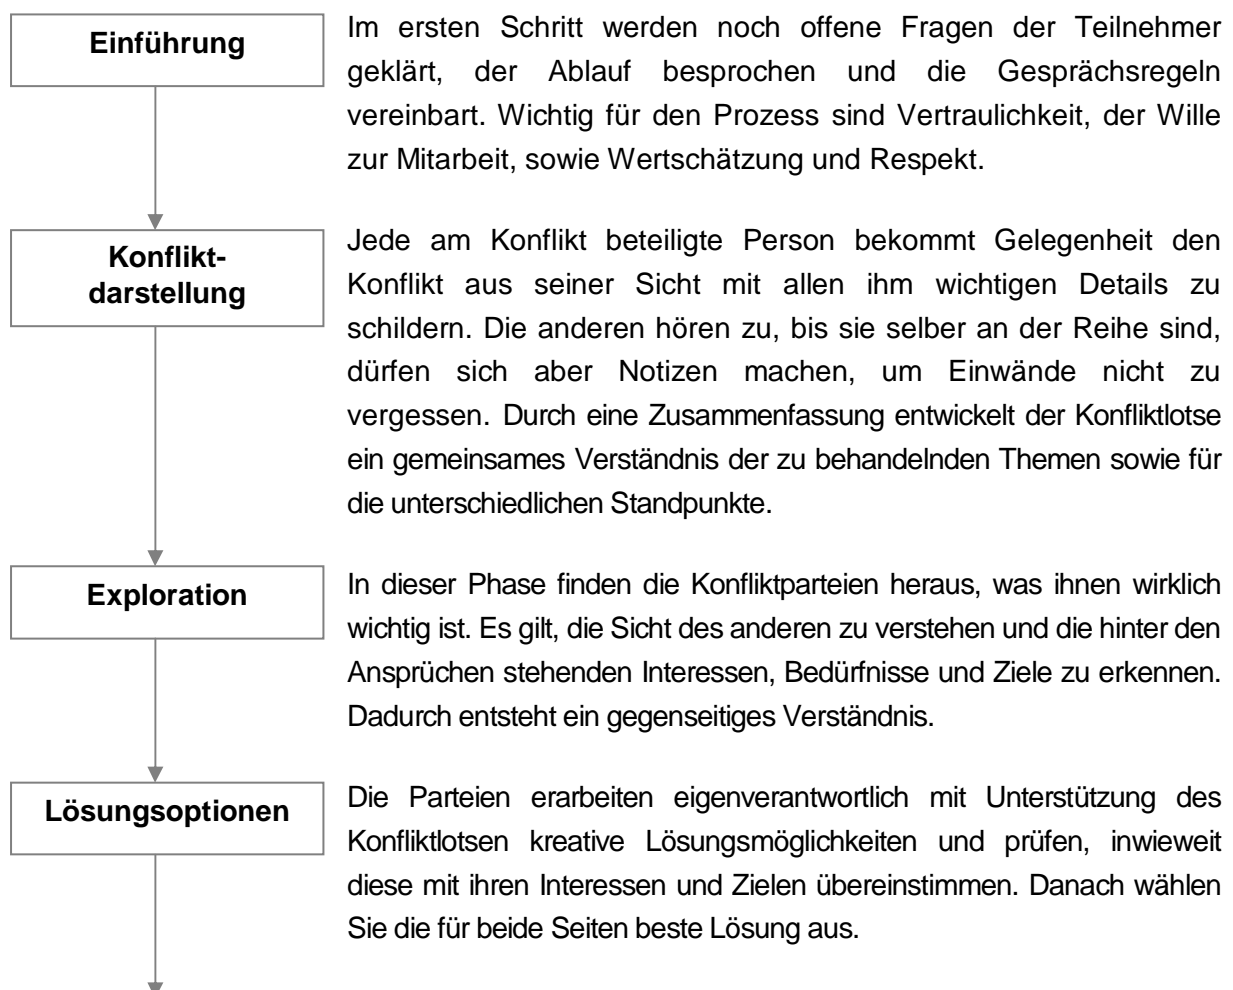 Einführung
Im ersten Schritt werden noch offene Fragen der Teilnehmer
geklärt, der Ablauf besprochen und die Gesprächsregeln
vereinbart. Wichtig für den Prozess sind Vertraulichkeit, der Wille
zur Mitarbeit, sowie Wertschätzung und Respekt.
Konflikt-
darstellung
Jede am Konflikt beteiligte Person bekommt Gelegenheit den
Konflikt aus seiner Sicht mit allen ihm wichtigen Details zu
schildern. Die anderen hören zu, bis sie selber an der Reihe sind,
dürfen sich aber Notizen machen, um Einwände nicht zu
vergessen. Durch eine Zusammenfassung entwickelt der Konfliktlotse
ein gemeinsames Verständnis der zu behandelnden Themen sowie für
die unterschiedlichen Standpunkte.
Exploration
In dieser Phase finden die Konfliktparteien heraus, was ihnen wirklich
wichtig ist. Es gilt, die Sicht des anderen zu verstehen und die hinter den
Ansprüchen stehenden Interessen, Bedürfnisse und Ziele zu erkennen.
Dadurch entsteht ein gegenseitiges Verständnis.
Lösungsoptionen
Die Parteien erarbeiten eigenverantwortlich mit Unterstützung des
Konfliktlotsen kreative Lösungsmöglichkeiten und prüfen, inwieweit
diese mit ihren Interessen und Zielen übereinstimmen. Danach wählen
Sie die für beide Seiten beste Lösung aus.